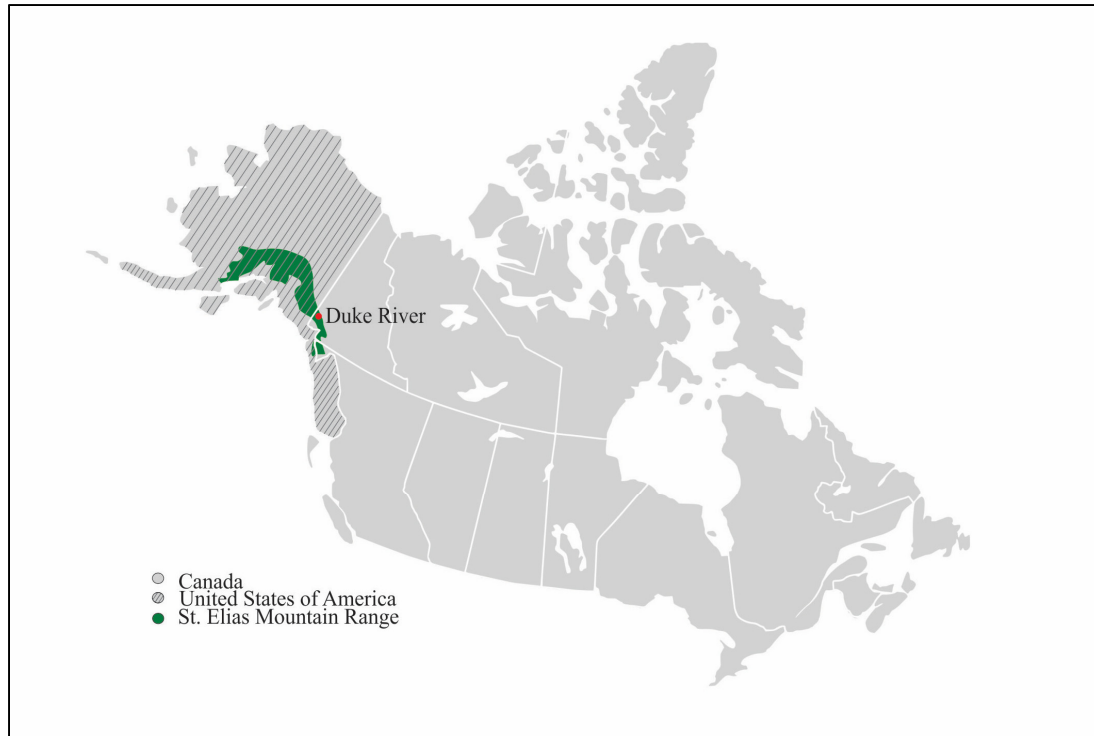 Duke River
Canada
United States of America
St. Elias Mountain Range